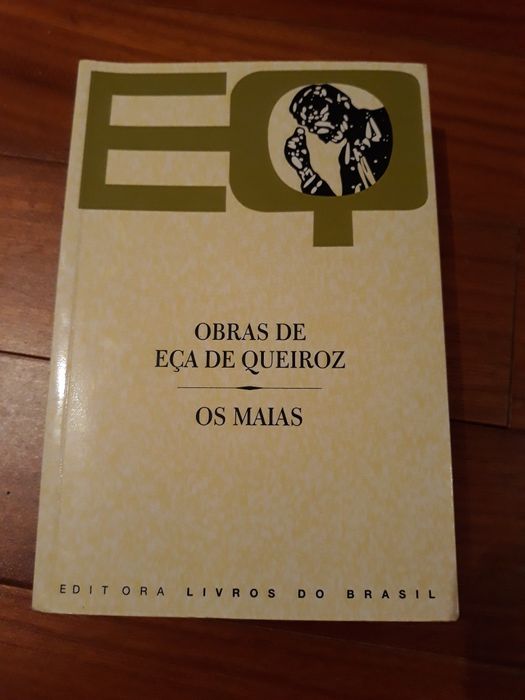 EQ
OBRAS DE
EÇA DE QUEIROZ
OS MAIAS
EDITORA LIVROS DO BRASIL